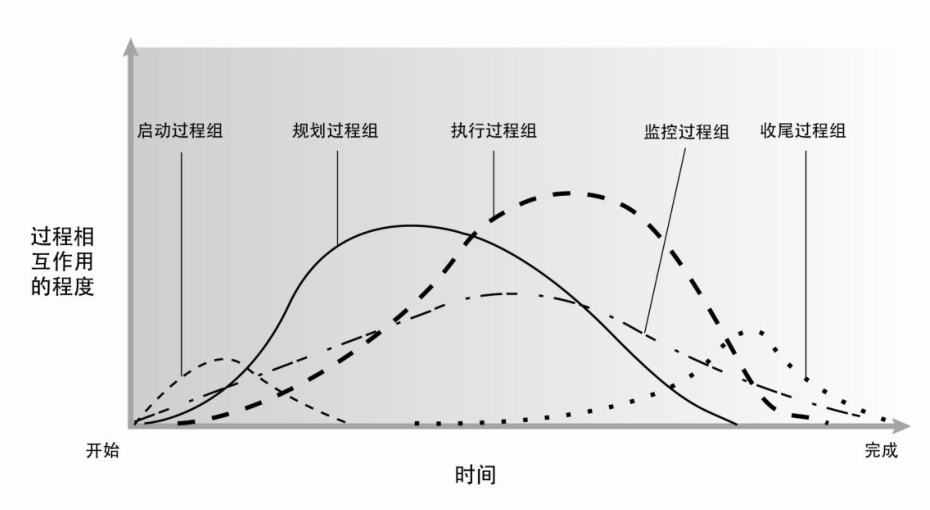 启动过程组
规划过程组
执行过程组
监控过程组
收尾过程组
过程相
互作用
的程度
开始
完成
时间